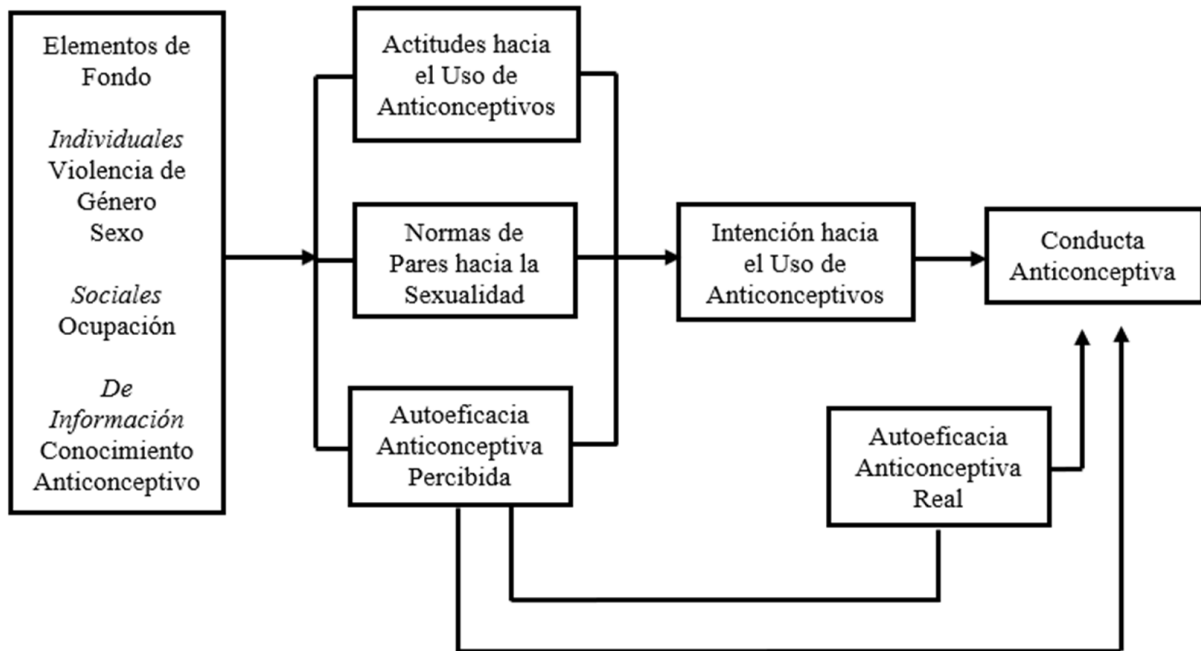 Elementos de
Fondo
Individuales
Violencia de
Género
Sexo
Sociales
Ocupación
De
Información
Conocimiento
Anticonceptivo
Actitudes hacia
el Uso de
Anticonceptivos
Normas de
Pares hacia la
Sexualidad
Autoeficacia
Anticonceptiva
Percibida
Intención hacia
el Uso de
Anticonceptivos
Conducta
Anticonceptiva
Autoeficacia
Anticonceptiva
Real